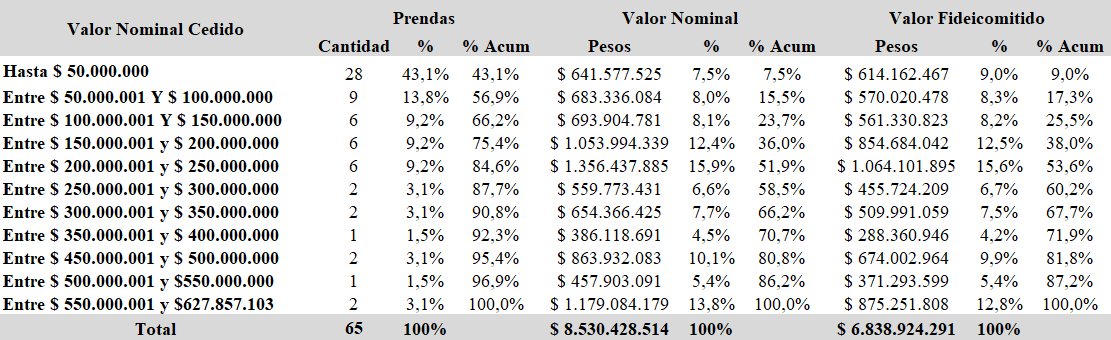 Valor Nominal Cedido Prendas Valor Nominal Valor Fideicomitido
Cantidad % % Acum Pesos % % Acum Pesos % % Acum
Hasta $ 50.000.000 28 43,1% 43,1% $ 641.577.525 7,5% 7,5% $ 614.162.467 9,0% 9,0%
Entre $ 50.000.001 Y $ 100.000.000 9 13,8% 56,9% $ 683.336.084 8,0% 15,5% $ 570.020.478 8,3% 17,3%
Entre $ 100.000.001 Y $ 150.000.000 6 9,2% 66,2% $ 693.904.781 8,1% 23,7% $ 561.330.823 8,2% 25,5%
Entre $ 150.000.001 y $ 200.000.000 6 9,2% 75,4% $ 1.053.994.339 12,4% 36,0% $ 854.684.042 12,5% 38,0%
Entre $ 200.000.001 y $ 250.000.000 6 9,2% 84,6% $ 1.356.437.885 15,9% 51,9% $ 1.064.101.895 15,6% 53,6%
Entre $ 250.000.001 y $ 300.000.000 2 3,1% 87,7% $ 559.773.431 6,6% 58,5% $ 455.724.209 6,7% 60,2%
Entre $ 300.000.001 y $ 350.000.000 2 3,1% 90,8% $ 654.366.425 7,7% 66,2% $ 509.991.059 7,5% 67,7%
Entre $ 350.000.001 y $ 400.000.000 1 1,5% 92,3% $ 386.118.691 4,5% 70,7% $ 288.360.946 4,2% 71,9%
Entre $ 450.000.001 y $ 500.000.000 2 3,1% 95,4% $ 863.932.083 10,1% 80,8% $ 674.002.964 9,9% 81,8%
Entre $ 500.000.001 y $550.000.000 1 1,5% 96,9% $ 457.903.091 5,4% 86,2% $ 371.293.599 5,4% 87,2%
Entre $ 550.000.001 y $627.857.103 2 3,1% 100,0% $ 1.179.084.179 13,8% 100,0% $ 875.251.808 12,8% 100,0%
Total 65 100% $ 8.530.428.514 100% $ 6.838.924.291 100%